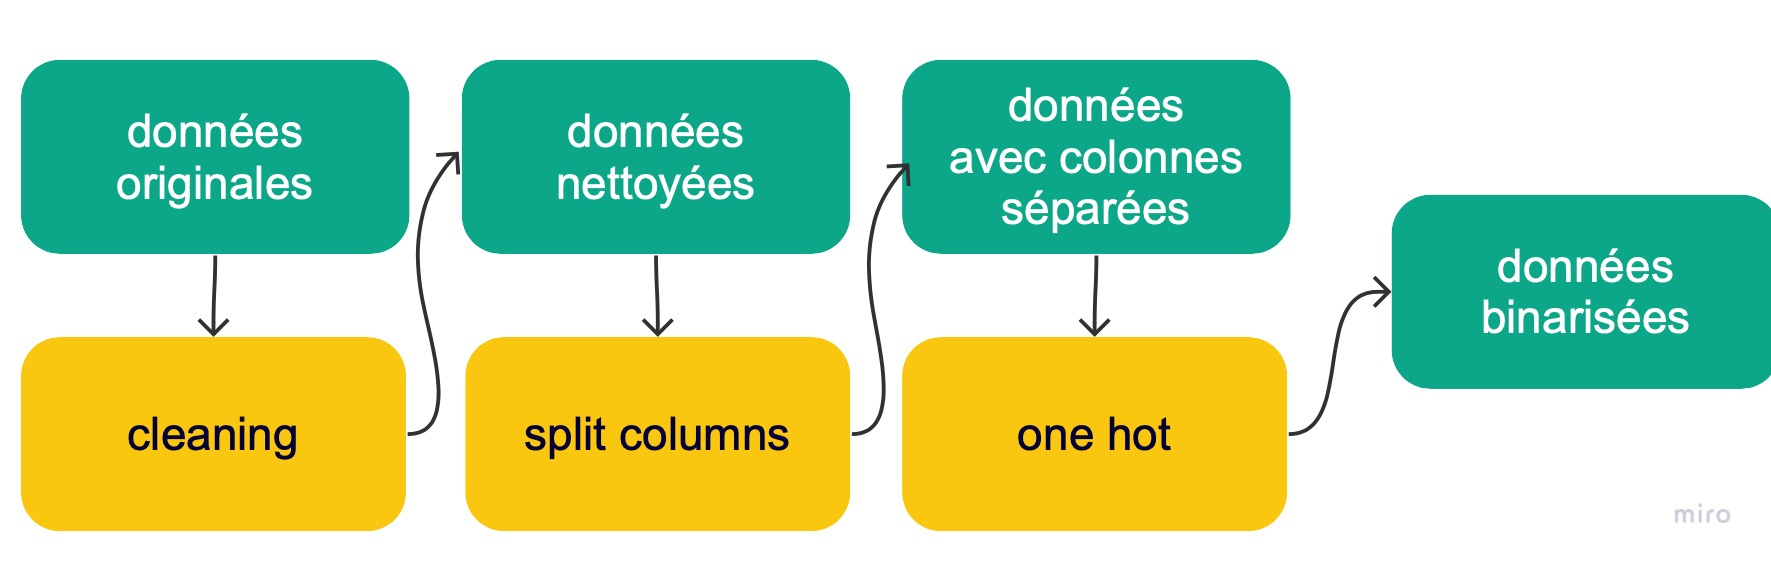 données
originales
données
nettoyées
données
avec colonnes
séparées
données
binarisées
cleaning
split columns
one hot
miro